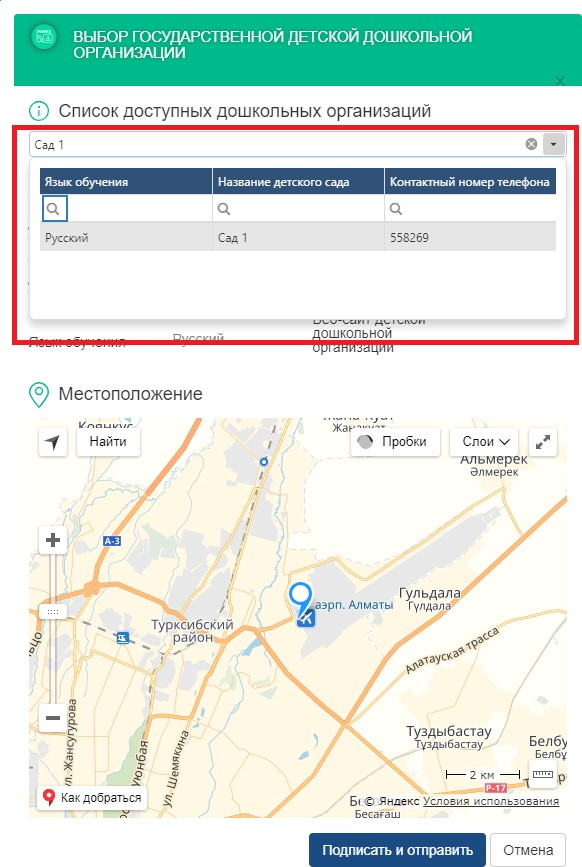 ВЫБОР ГОСУДАРСТВЕННОЙ ДЕТСКОЙ ДОШКОЛЬНОЙ
ОРГАНИЗАЦИИ
Список доступных дошкольных организаций
Сад 1
Язык обучения Название детского сада Контактный номер телефона
Русский Сад 1 558269
Веб-сайт детской
дошкольной
организации
Язык обучения Русский
Местоположение
Коянкус
Жана Куат
Жаңақуат
Найти
Пробки
Слои
Альмерек
Әлмерек
А-3
Гульдала
Гүлдала
аэрп. Алматы
Турксибский
район
Алатауская трасса
Туздыбастау
Тұздыбастау
ул. Жансугурова
ул. Шемякина
2 км
Р-17
Как добраться
© Яндекс Условия использования
Бесағаш
Подписать и отправить
Отмена